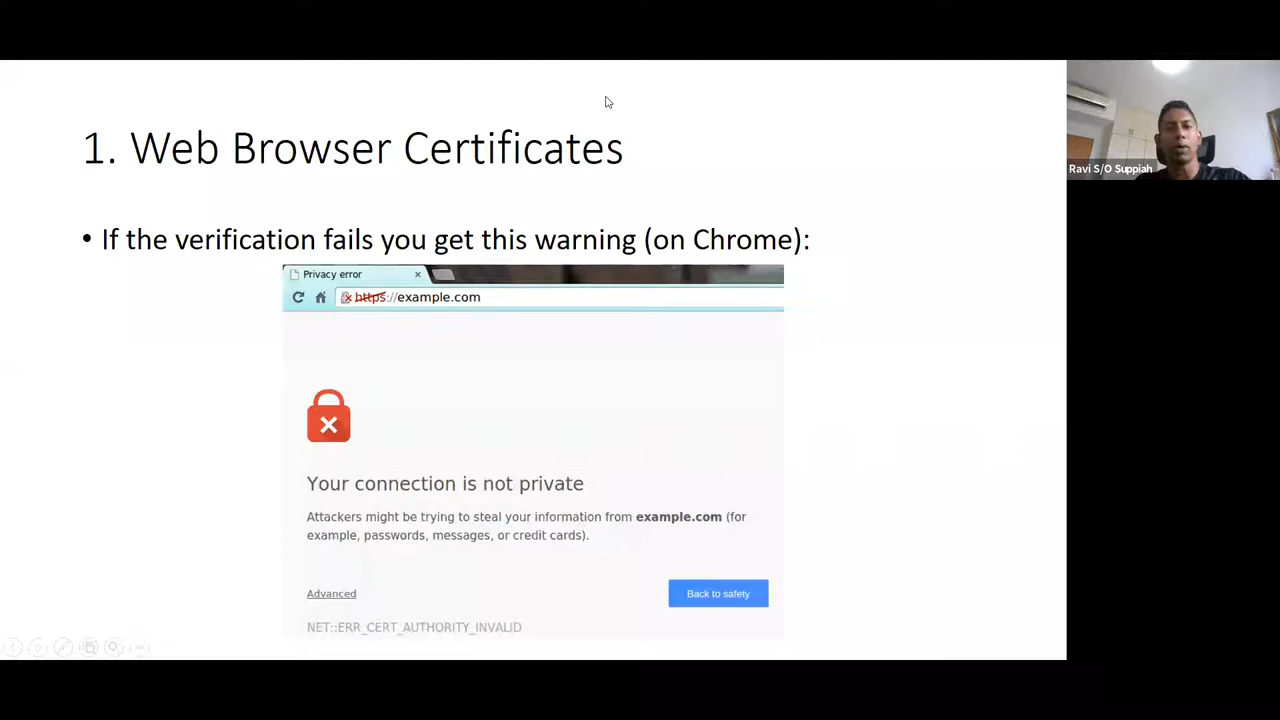 1. Web Browser Certificates
• If the verification fails you get this warning (on Chrome):
Privacy error
https://example.com
Your connection is not private
Attackers might be trying to steal your information from example.com (for
example, passwords, messages, or credit cards).
Advanced
Back to safety
NET::ERR_CERT_AUTHORITY_INVALID
Ravi S/O Suppiah